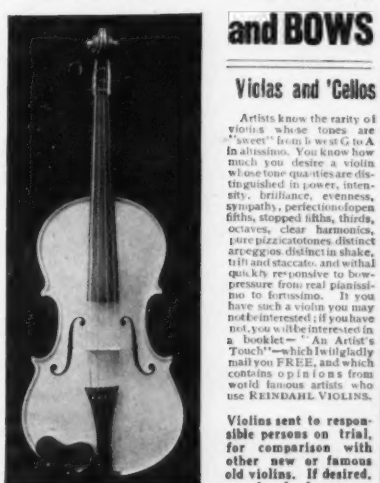 and BOWS
Violas and 'Cellos
Artists know the rarity of
violins whose tones are
"sweet" from lowest G to A
in altissimo. You know how
much you desire a violin
whose tone qualities are dis-
tinguished in power, inten-
sity, brilliance, evenness,
sympathy, perfection of open
fifths, stopped fifths, thirds,
octaves, clear harmonics,
pure pizzicato tones, distinct
arpeggios, distinct in shake,
trill and staccato, and withal
quickly responsive to bow-
pressure from real pianissi-
mo to fortissimo. If you
have such a violin you may
not be interested; if you have
not, you will be interested in
a booklet—"An Artist's
Touch"—which I will gladly
mail you FREE, and which
contains opinions from
world famous artists who
use REINDAHL VIOLINS.
Violins sent to respon-
sible persons on trial,
for comparison with
other new or famous
old violins. If desired,